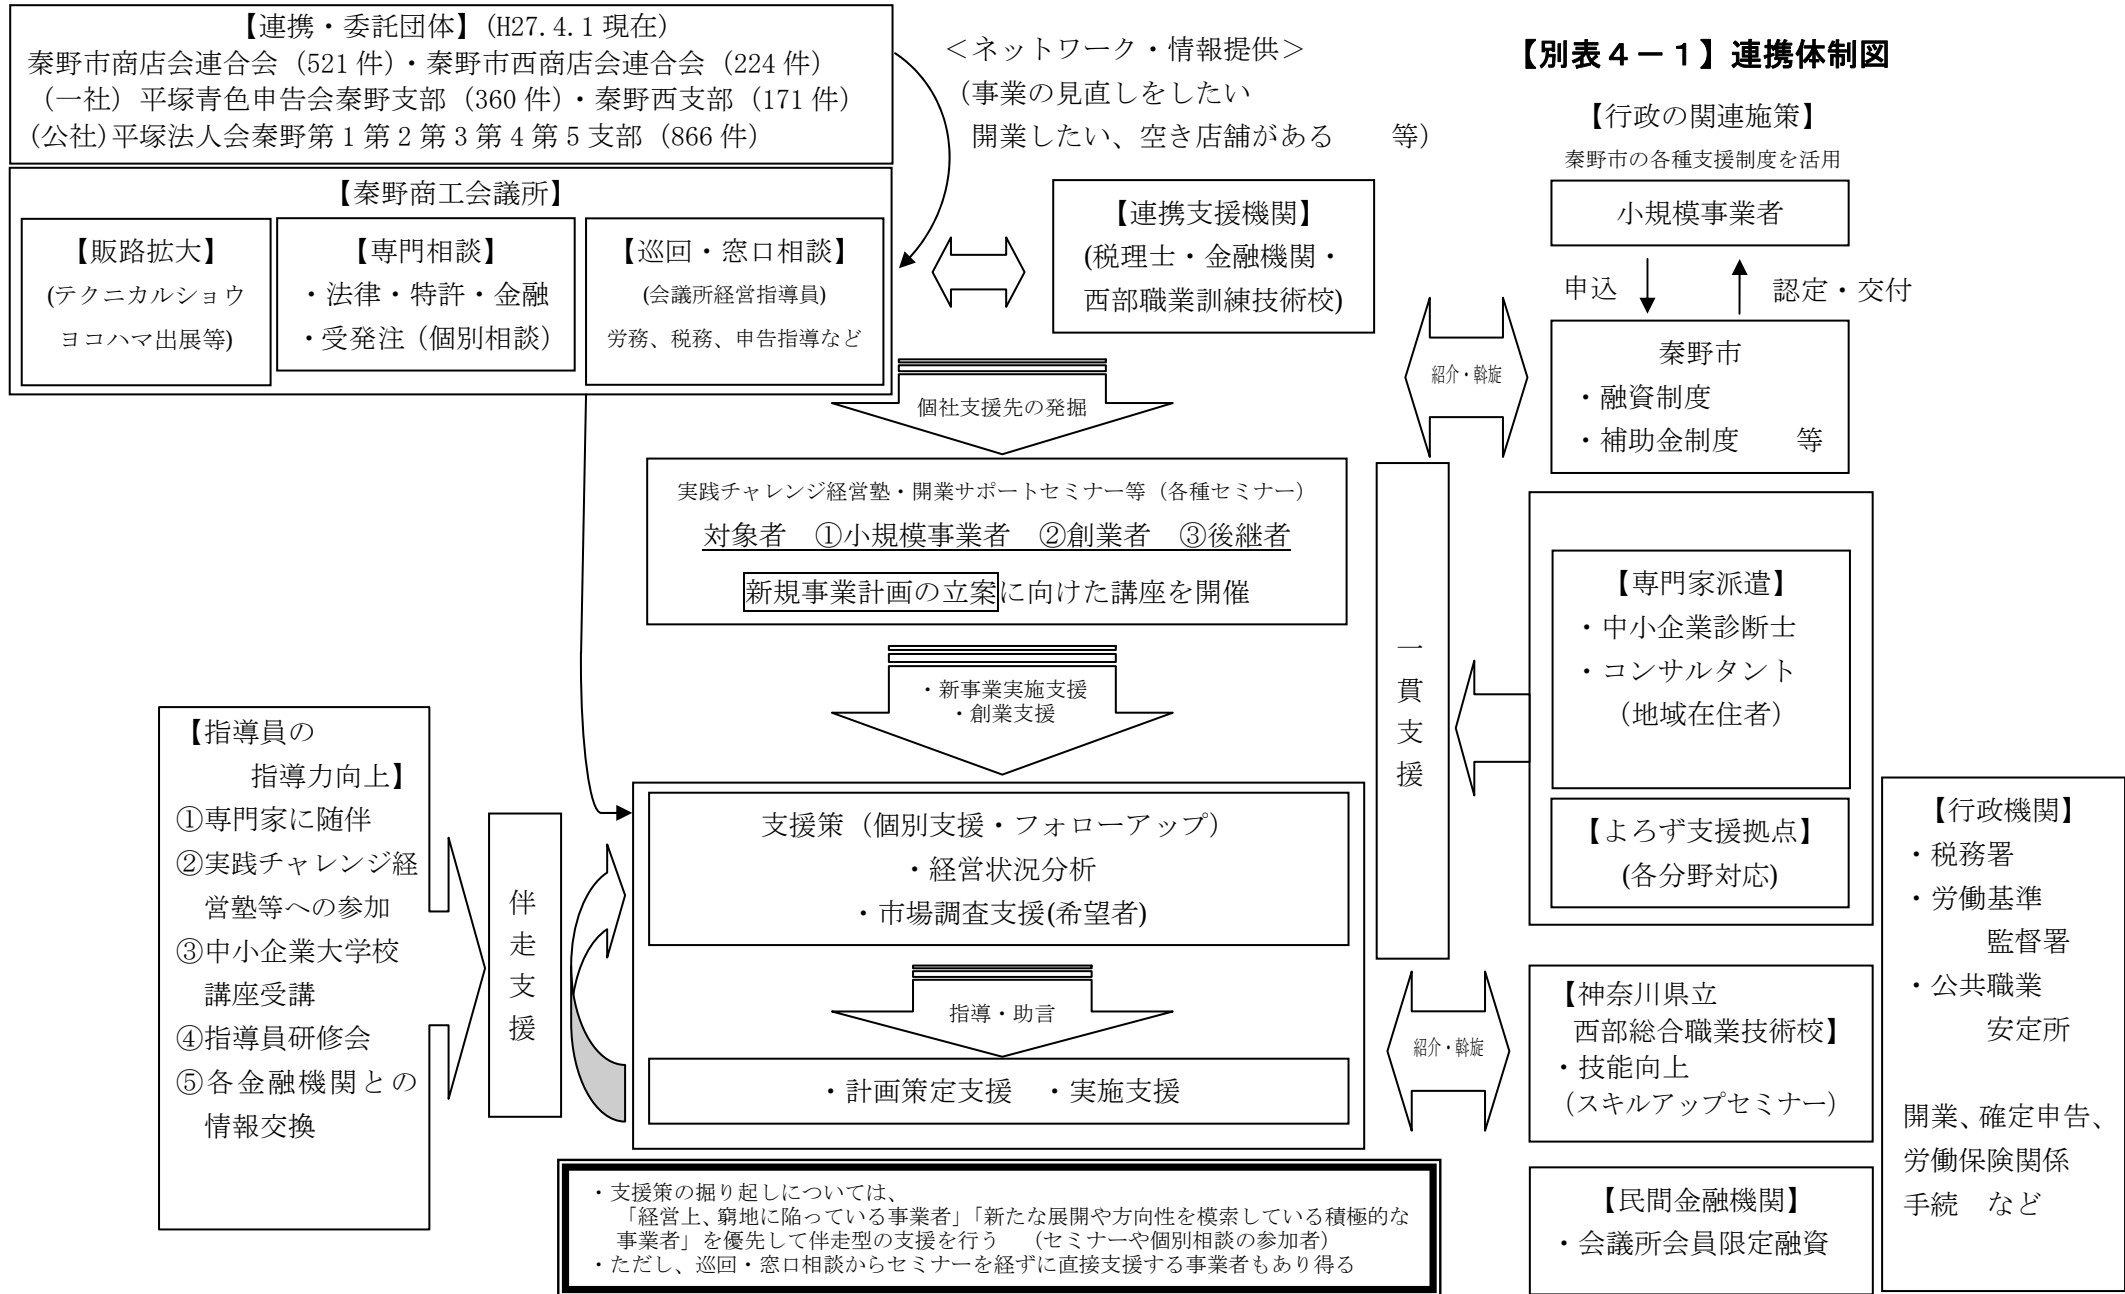 【連携・委託団体】(H27.4.1 現在)
秦野市商店会連合会（521 件）・秦野市西商店会連合会（224 件）
（一社）平塚青色申告会秦野支部（360 件）・秦野西支部（171 件）
(公社)平塚法人会秦野第 1 第 2 第 3 第 4 第 5 支部（866 件）
＜ネットワーク・情報提供＞
（事業の見直しをしたい
開業したい、空き店舗がある　　等）
【別表４－１】連携体制図
【秦野商工会議所】
【販路拡大】
(テクニカルショウ
ヨコハマ出展等)
【専門相談】
・法律・特許・金融
・受発注（個別相談）
【巡回・窓口相談】
(会議所経営指導員)
労務、税務、申告指導など
【連携支援機関】
(税理士・金融機関・
西部職業訓練技術校)
【行政の関連施策】
秦野市の各種支援制度を活用
小規模事業者
申込
認定・交付
秦野市
・融資制度
・補助金制度　　等
紹介・斡旋
個社支援先の発掘
実践チャレンジ経営塾・開業サポートセミナー等（各種セミナー）
対象者　①小規模事業者　②創業者　③後継者
新規事業計画の立案に向けた講座を開催
・新事業実施支援
・創業支援
一貫支援
【専門家派遣】
・中小企業診断士
・コンサルタント
（地域在住者）
【よろず支援拠点】
(各分野対応)
【指導員の
指導力向上】
①専門家に随伴
②実践チャレンジ経
営塾等への参加
③中小企業大学校
講座受講
④指導員研修会
⑤各金融機関との
情報交換
伴走支援
支援策（個別支援・フォローアップ）
・経営状況分析
・市場調査支援(希望者)
指導・助言
・計画策定支援　・実施支援
紹介・斡旋
【神奈川県立
西部総合職業技術校】
・技能向上
（スキルアップセミナー）
【民間金融機関】
・会議所会員限定融資
【行政機関】
・税務署
・労働基準
監督署
・公共職業
安定所
開業、確定申告、
労働保険関係
手続　など
・支援策の掘り起しについては、
「経営上、窮地に陥っている事業者」「新たな展開や方向性を模索している積極的な
事業者」を優先して伴走型の支援を行う　（セミナーや個別相談の参加者）
・ただし、巡回・窓口相談からセミナーを経ずに直接支援する事業者もあり得る